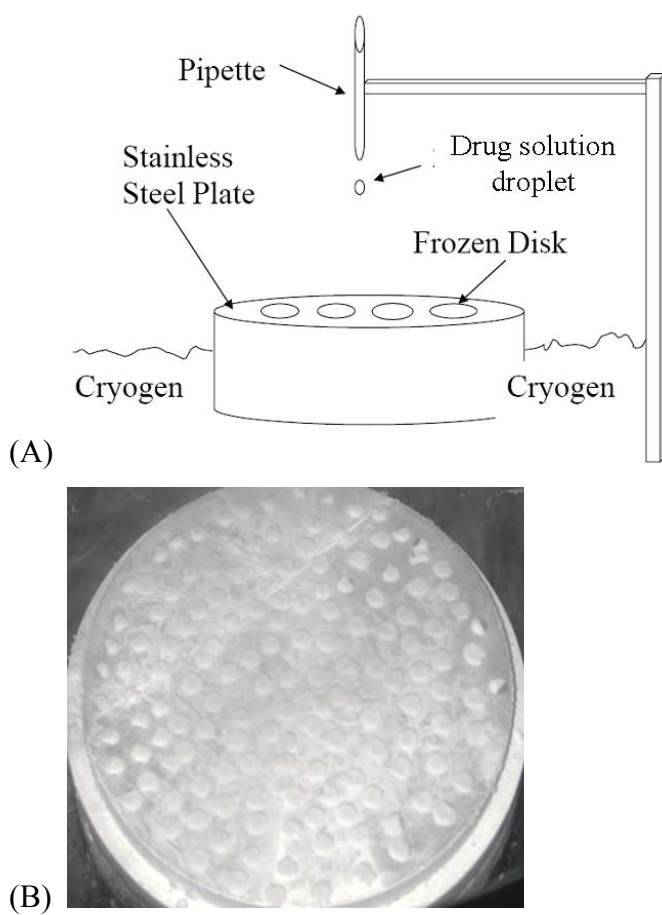 Pipette
Drug solution
droplet
Stainless
Steel Plate
Frozen Disk
Cryogen
Cryogen
(A)
(B)